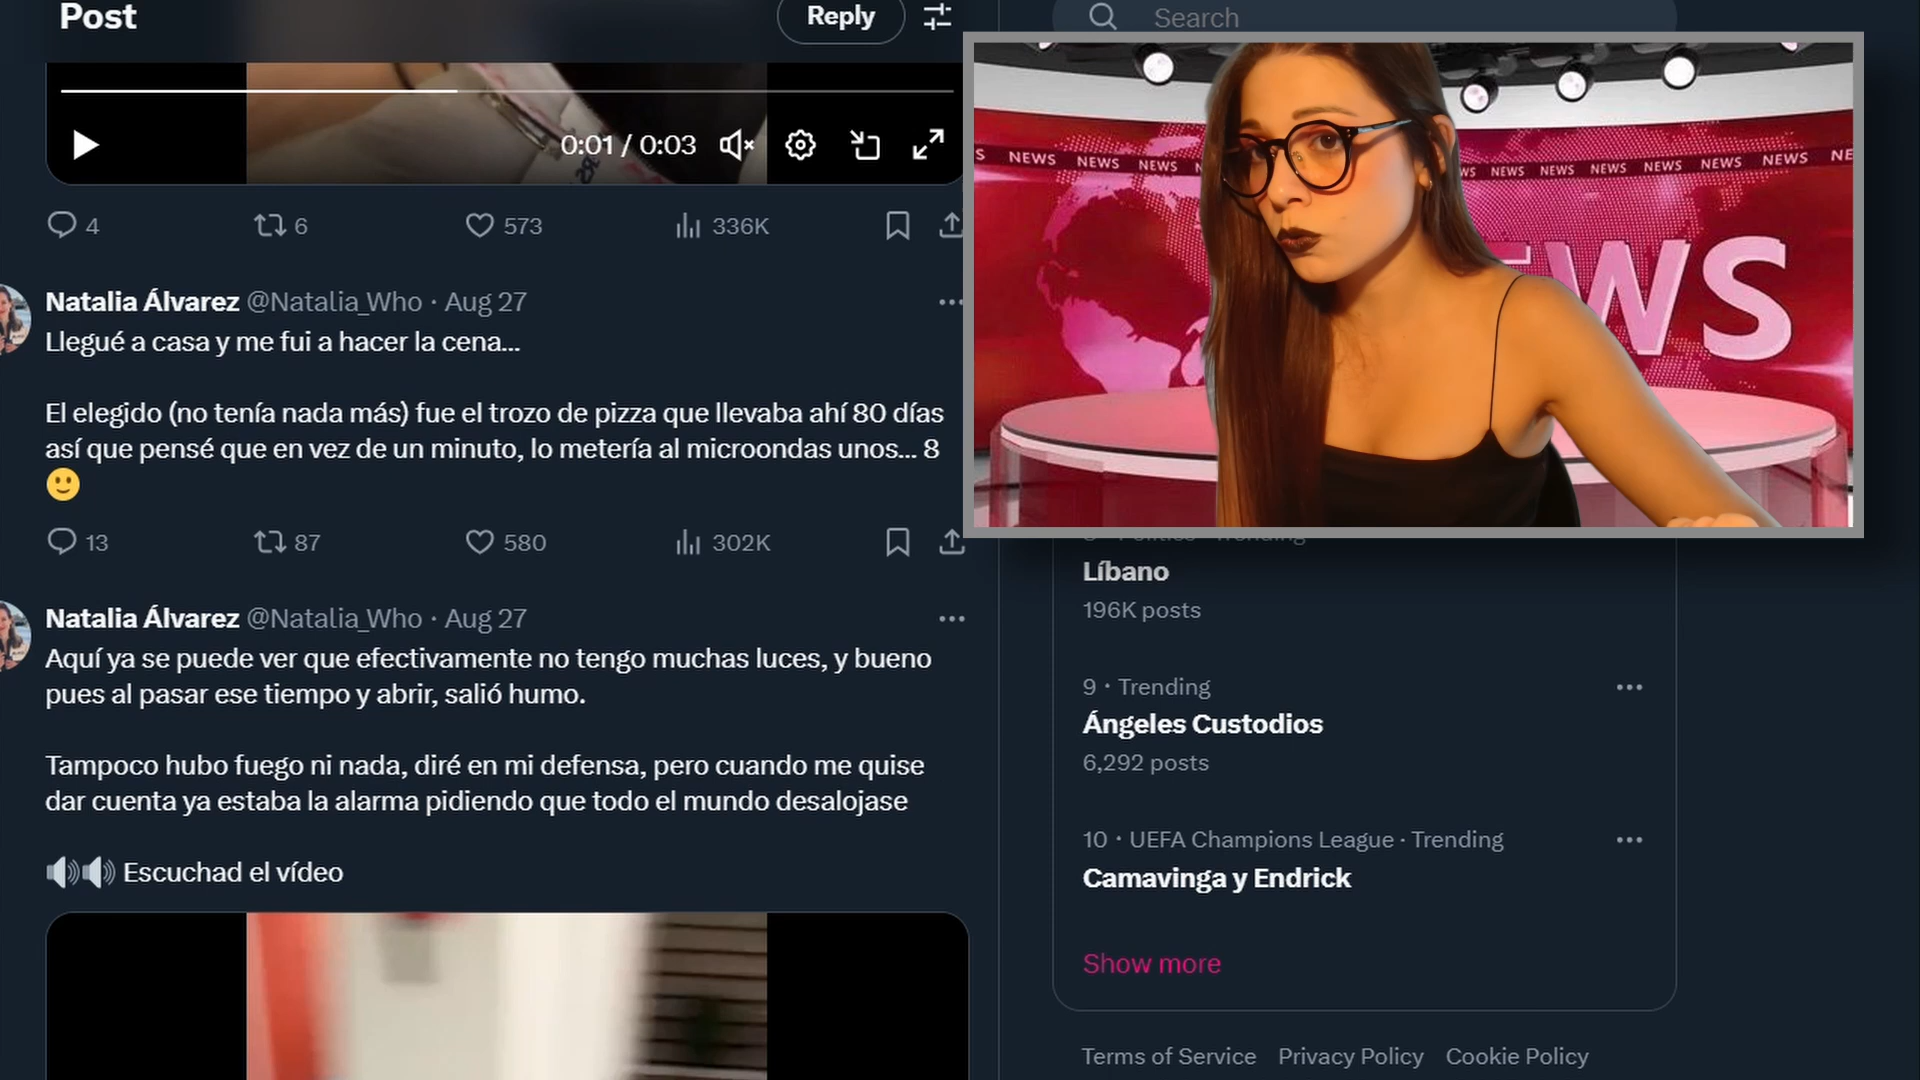 Post
Reply
Search
0:01 / 0:03
4
6
573
336K
Natalia Álvarez @Natalia_Who · Aug 27
Llegué a casa y me fui a hacer la cena...
El elegido (no tenía nada más) fue el trozo de pizza que llevaba ahí 80 días
así que pensé que en vez de un minuto, lo metería al microondas unos... 8
🙂
13
87
580
302K
Natalia Álvarez @Natalia_Who · Aug 27
Aquí ya se puede ver que efectivamente no tengo muchas luces, y bueno
pues al pasar ese tiempo y abrir, salió humo.
Tampoco hubo fuego ni nada, diré en mi defensa, pero cuando me quise
dar cuenta ya estaba la alarma pidiendo que todo el mundo desalojase
🔊🔊 Escuchad el vídeo
NEWS NEWS NEWS NEWS NEWS NEWS NEWS NEWS NEWS
EWS
Líbano
196K posts
9 · Trending
Ángeles Custodios
6,292 posts
10 · UEFA Champions League · Trending
Camavinga y Endrick
Show more
Terms of Service Privacy Policy Cookie Policy